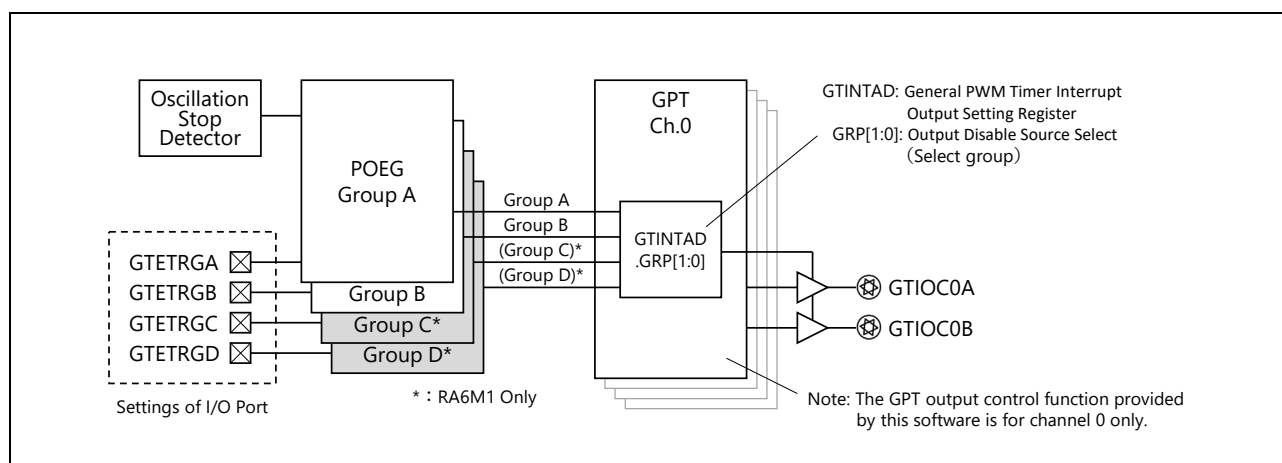 Oscillation
Stop
Detector
POEG
Group A
Group B
Group C*
Group D*
GTETRGA
GTETRGB
GTETRGC
GTETRGD
Settings of I/O Port
* : RA6M1 Only
Group A
Group B
(Group C)*
(Group D)*
GPT
Ch.0
GTINTAD
.GRP[1:0]
GTINTAD: General PWM Timer Interrupt
Output Setting Register
GRP[1:0]: Output Disable Source Select
（Select group）
GTIOC0A
GTIOC0B
Note: The GPT output control function provided
by this software is for channel 0 only.